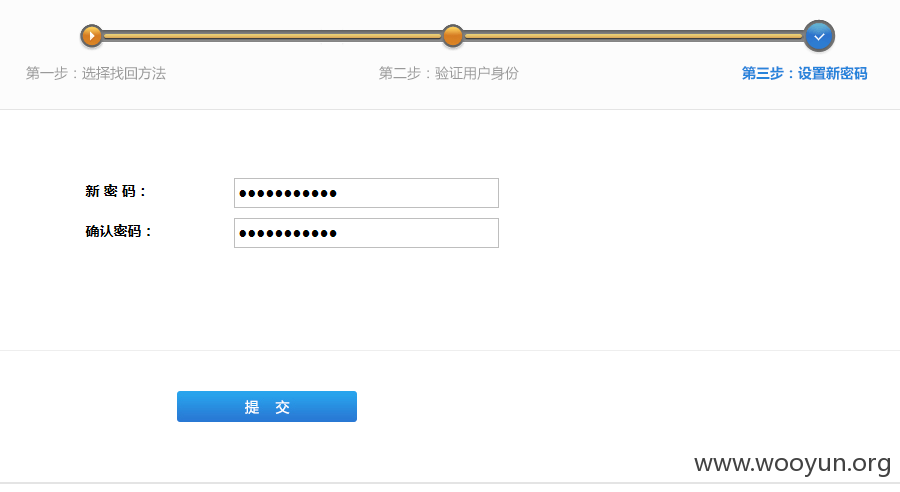 第一步：选择找回方法
第二步：验证用户身份
第三步：设置新密码
新 密 码：
确认密码：
提 交
www.wooyun.org